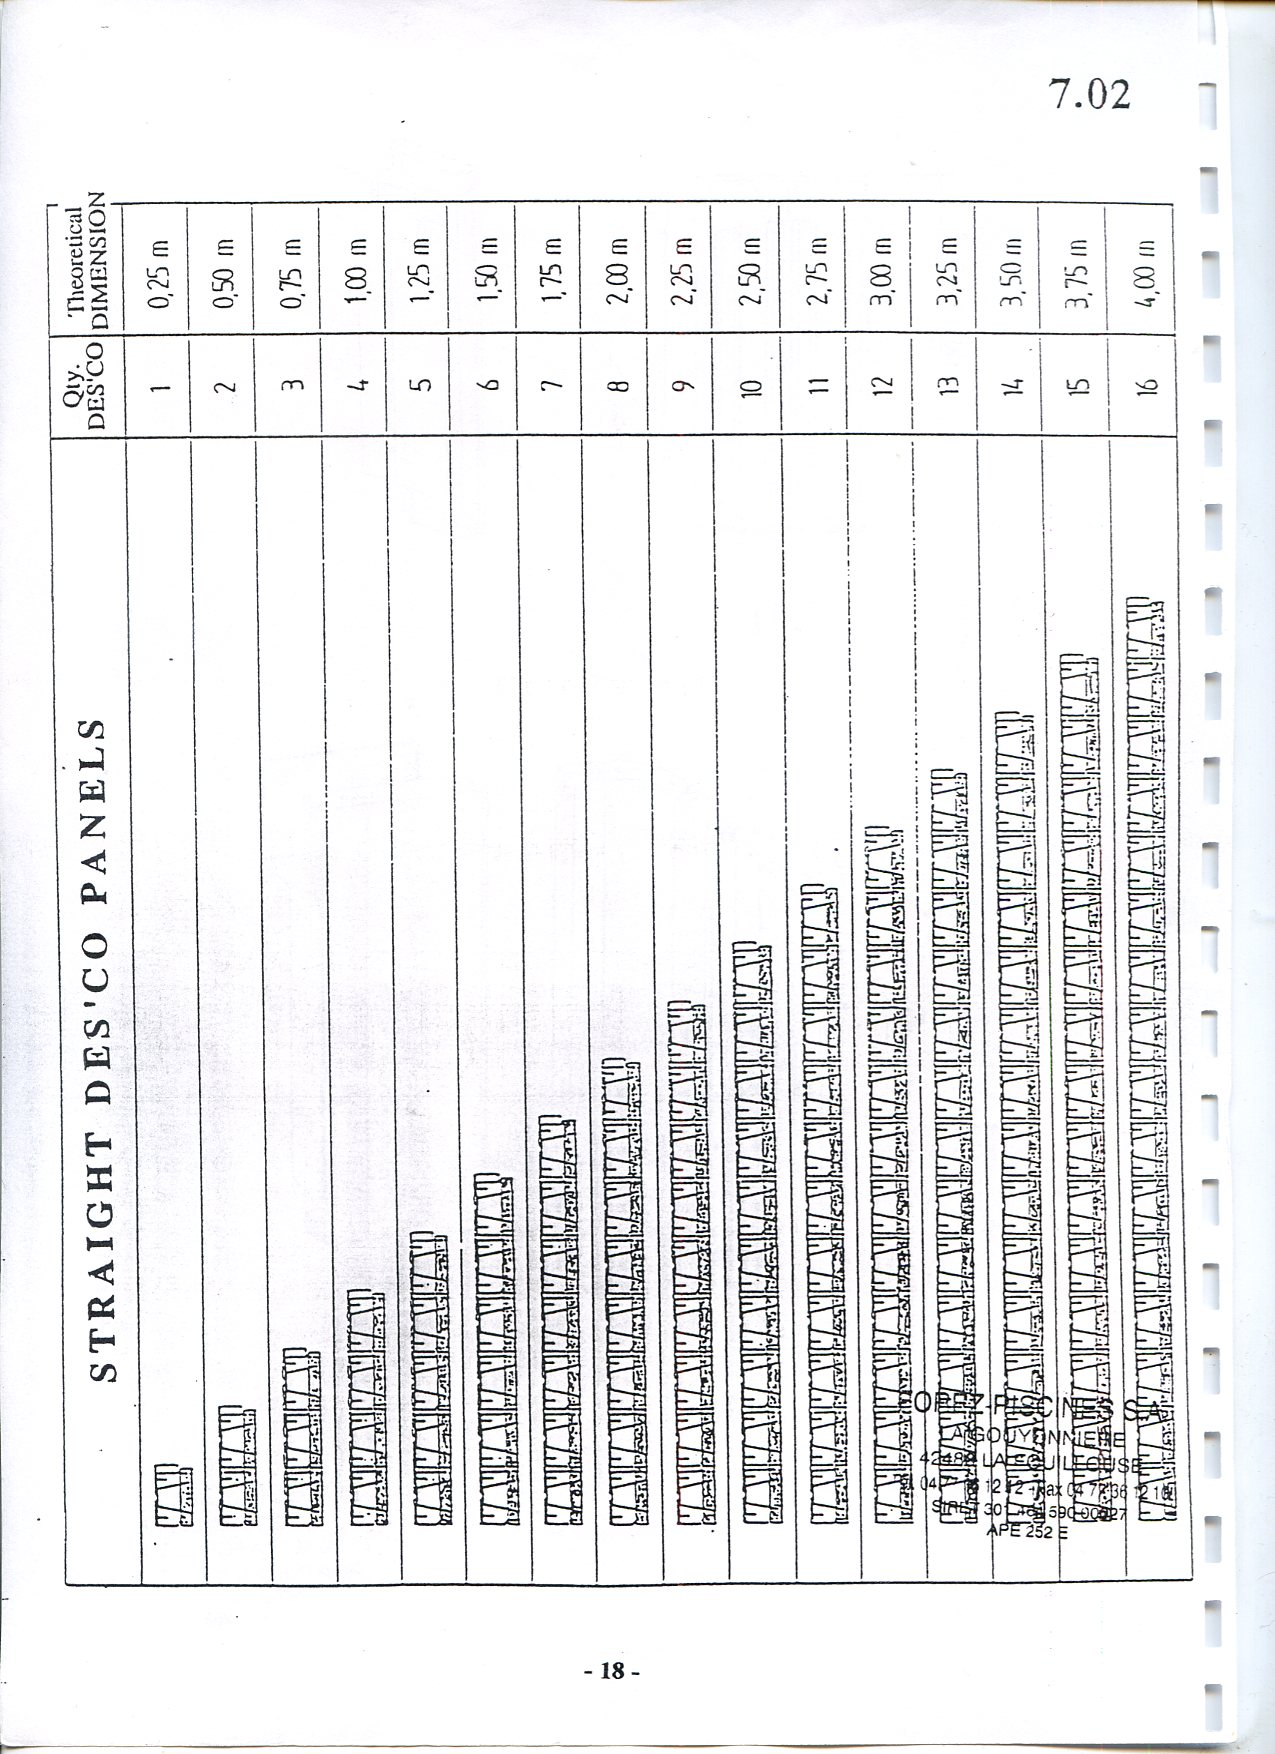 7.02
STRAIGHT DES'CO PANELS
Qty.
DES'CO
Theoretical
DIMENSION
1 0,25 m
2 0,50 m
3 0,75 m
4 1,00 m
5 1,25 m
6 1,50 m
7 1,75 m
8 2,00 m
9 2,25 m
10 2,50 m
11 2,75 m
12 3,00 m
13 3,25 m
14 3,50 m
15 3,75 m
16 4,00 m
S.A
GOUYONNIERE
APE 252 E
- 18 -